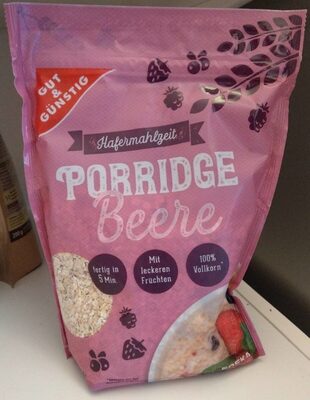 GUT
&
GÜNSTIG
Hafermahlzeit
PORRIDGE
Beere
fertig in
5 Min.
Mit
leckeren
Früchten
100%
Vollkorn*